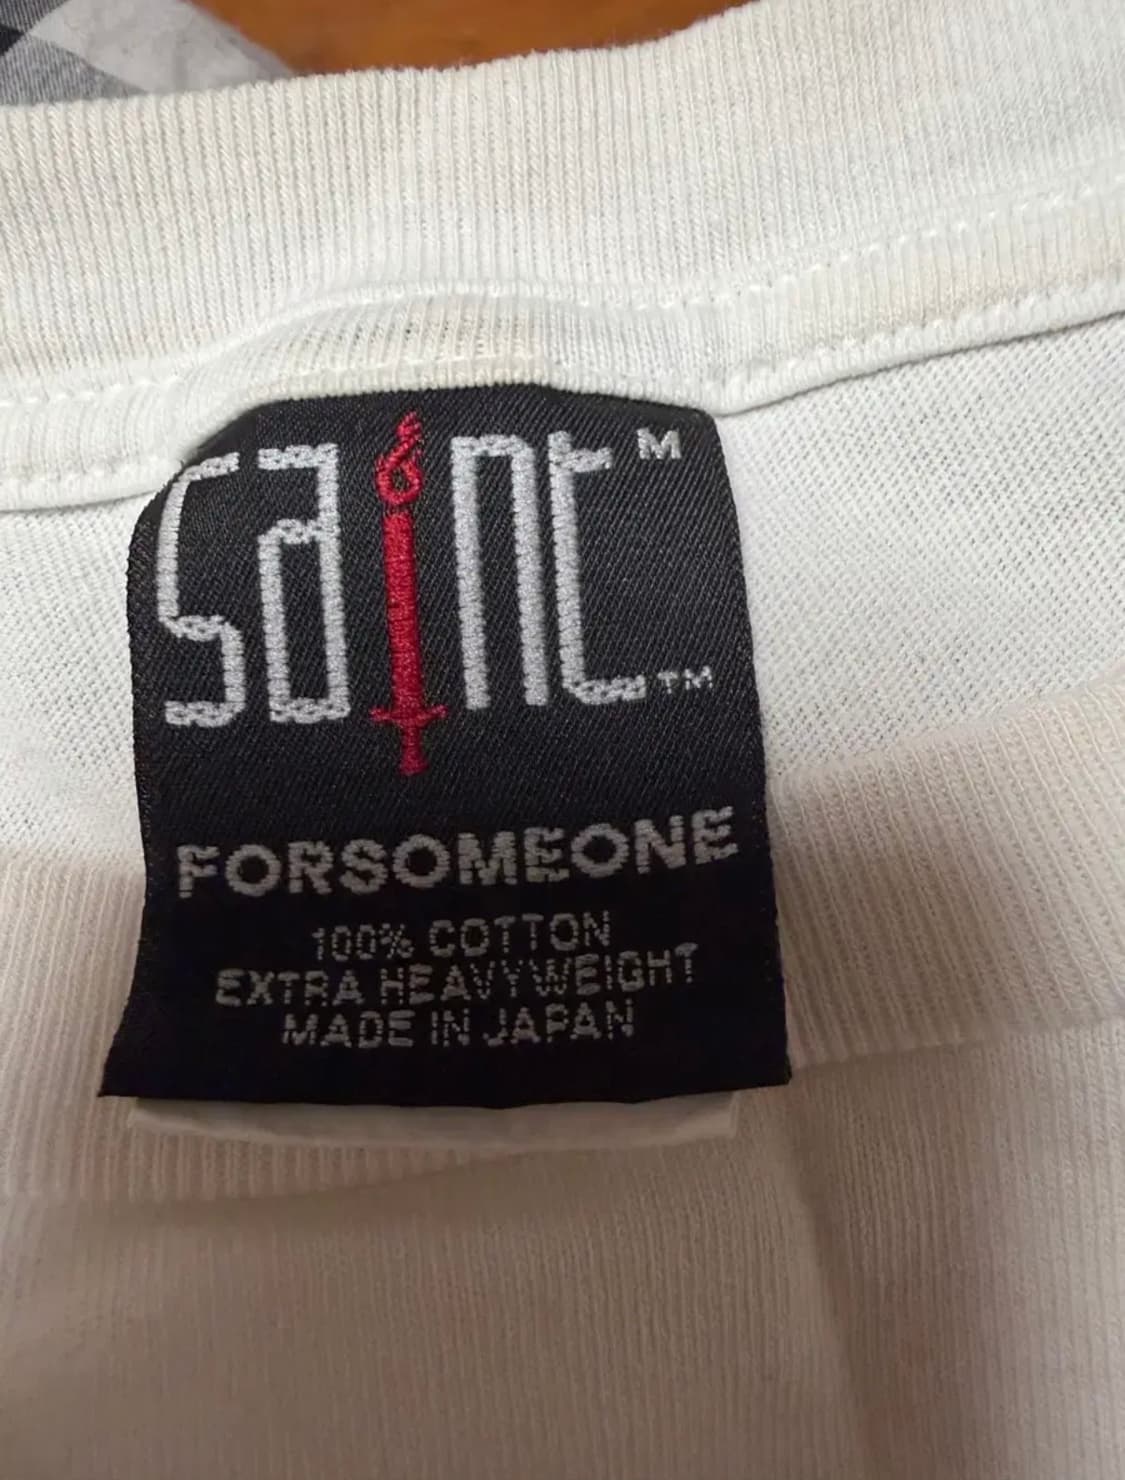 SaINt M
TM
FORSOMEONE
100% COTTON
EXTRA HEAVYWEIGHT
MADE IN JAPAN